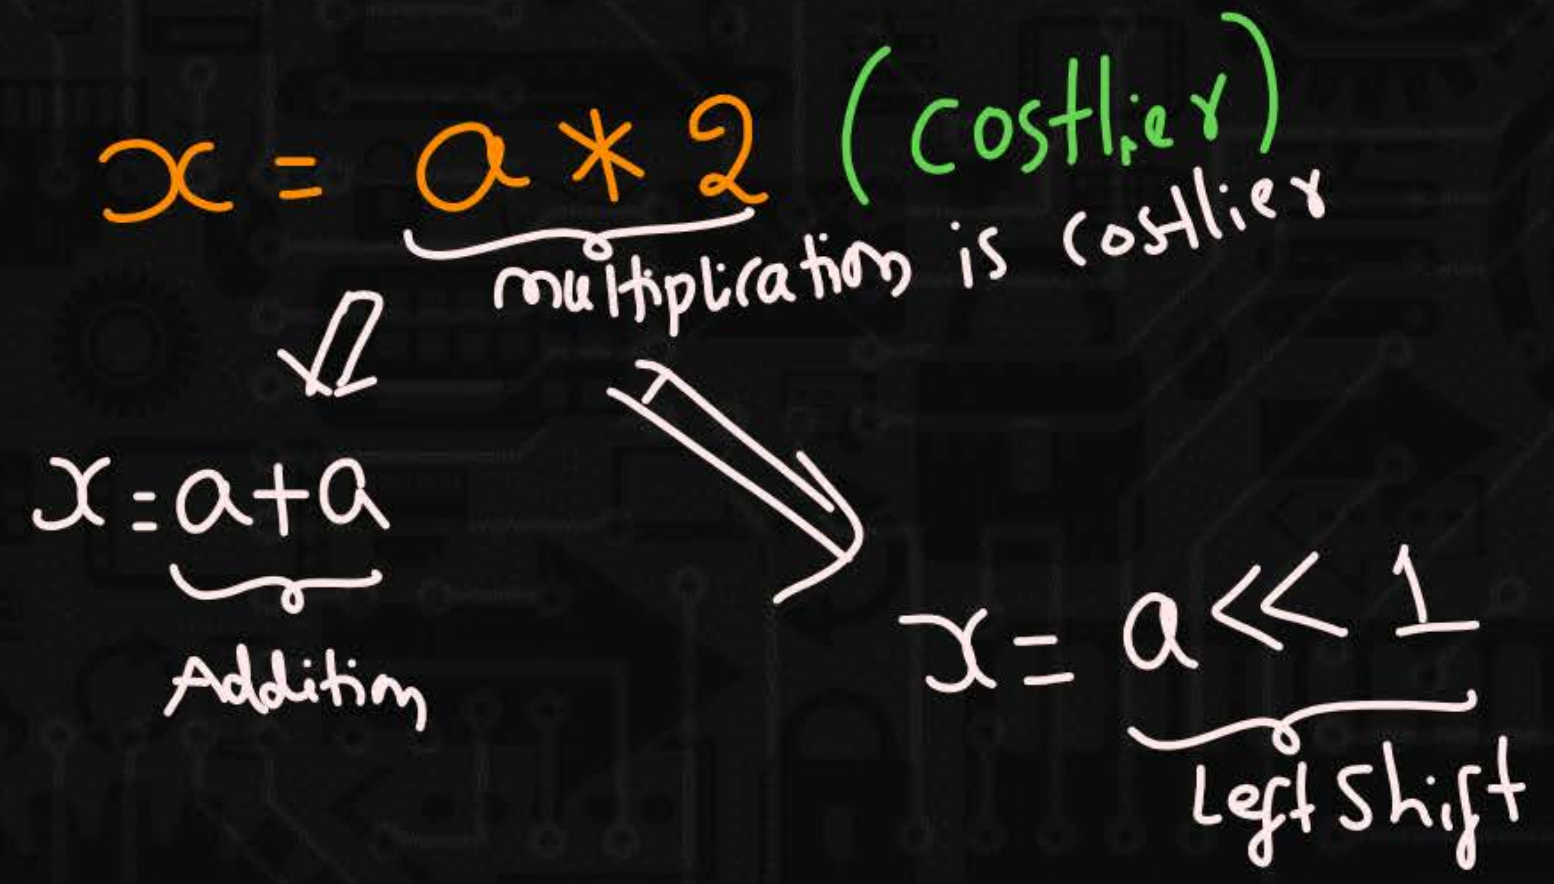 x = a * 2 (costlier)
multiplication is costlier
x = a + a
Addition
x = a << 1
Left Shift